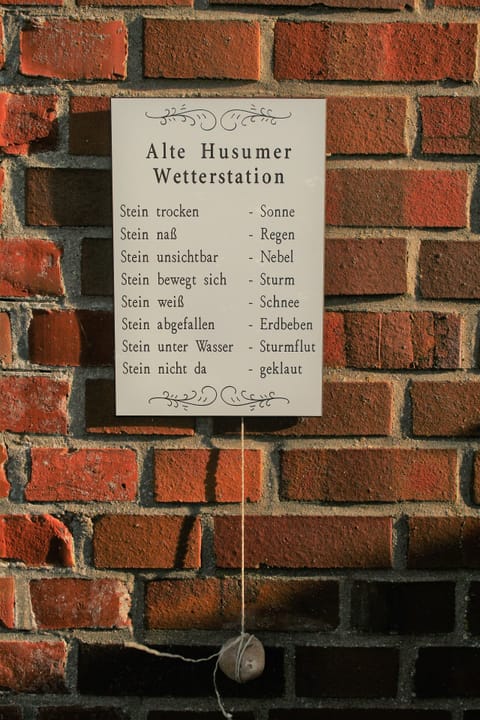 Alte Husumer
Wetterstation
Stein trocken - Sonne
Stein naß - Regen
Stein unsichtbar - Nebel
Stein bewegt sich - Sturm
Stein weiß - Schnee
Stein abgefallen - Erdbeben
Stein unter Wasser - Sturmflut
Stein nicht da - geklaut